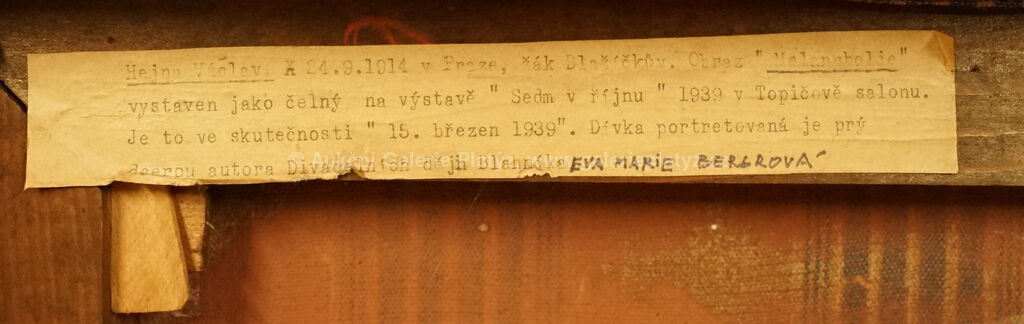 Hejna Václav, * 24.9.1914 v Praze, žák Blažíčkův. Obraz " Melancholie"
vystaven jako čelný na výstavě " Sedm v říjnu " 1939 v Topičově salonu.
Je to ve skutečnosti " 15. březen 1939". Dívka portretovaná je prý
dcerou autora Divadelních dějin Blahníka EVA MARIE BERGROVÁ